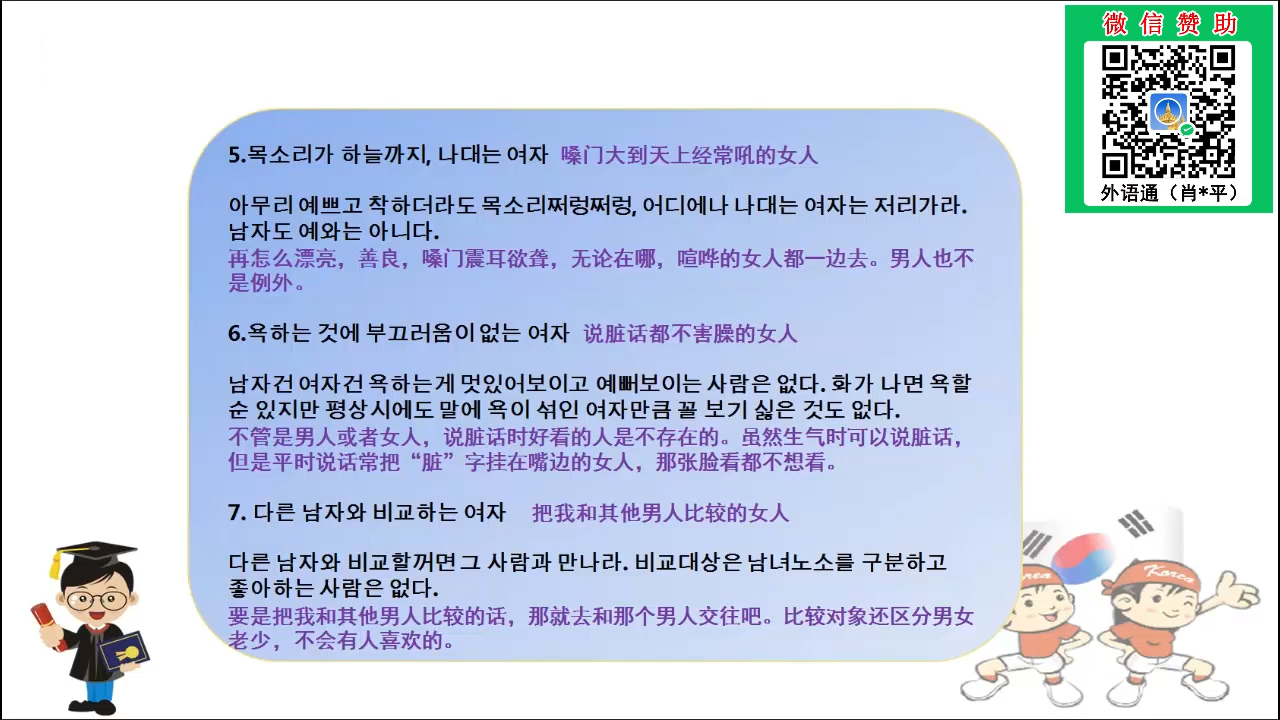 微信赞助
外语通（肖*平）
5.목소리가 하늘까지, 나대는 여자 嗓门大到天上经常吼的女人
아무리 예쁘고 착하더라도 목소리쩌렁쩌렁, 어디에나 나대는 여자는 저리가라.
남자도 예외는 아니다.
再怎么漂亮，善良，嗓门震耳欲聋，无论在哪，喧哗的女人都一边去。男人也不
是例外。
6.욕하는 것에 부끄러움이 없는 여자 说脏话都不害臊的女人
남자건 여자건 욕하는게 멋있어보이고 예뻐보이는 사람은 없다. 화가 나면 욕할
순 있지만 평상시에도 말에 욕이 섞인 여자만큼 꼴 보기 싫은 것도 없다.
不管是男人或者女人，说脏话时好看的人是不存在的。虽然生气时可以说脏话，
但是平时说话常把“脏”字挂在嘴边的女人，那张脸看都不想看。
7. 다른 남자와 비교하는 여자 把我和其他男人比较的女人
다른 남자와 비교할꺼면 그 사람과 만나라. 비교대상은 남녀노소를 구분하고
좋아하는 사람은 없다.
要是把我和其他男人比较的话，那就去和那个男人交往吧。比较对象还区分男女
老少，不会有人喜欢的。
Korea
Korea